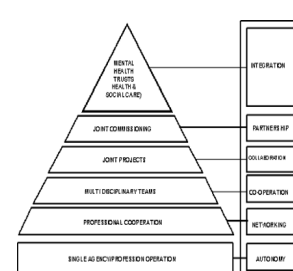 MENTAL
HEALTH
TRUSTS
HEALTH &
SOCIAL CARE)
INTEGRATION
JOINT COMMISSIONING
PARTNERSHIP
JOINT PROJECTS
COLLABORATION
MULTI DISCIPLINARY TEAMS
CO-OPERATION
PROFESSIONAL COOPERATION
NETWORKING
SINGLE AGENCY/PROFESSION OPERATION
AUTONOMY